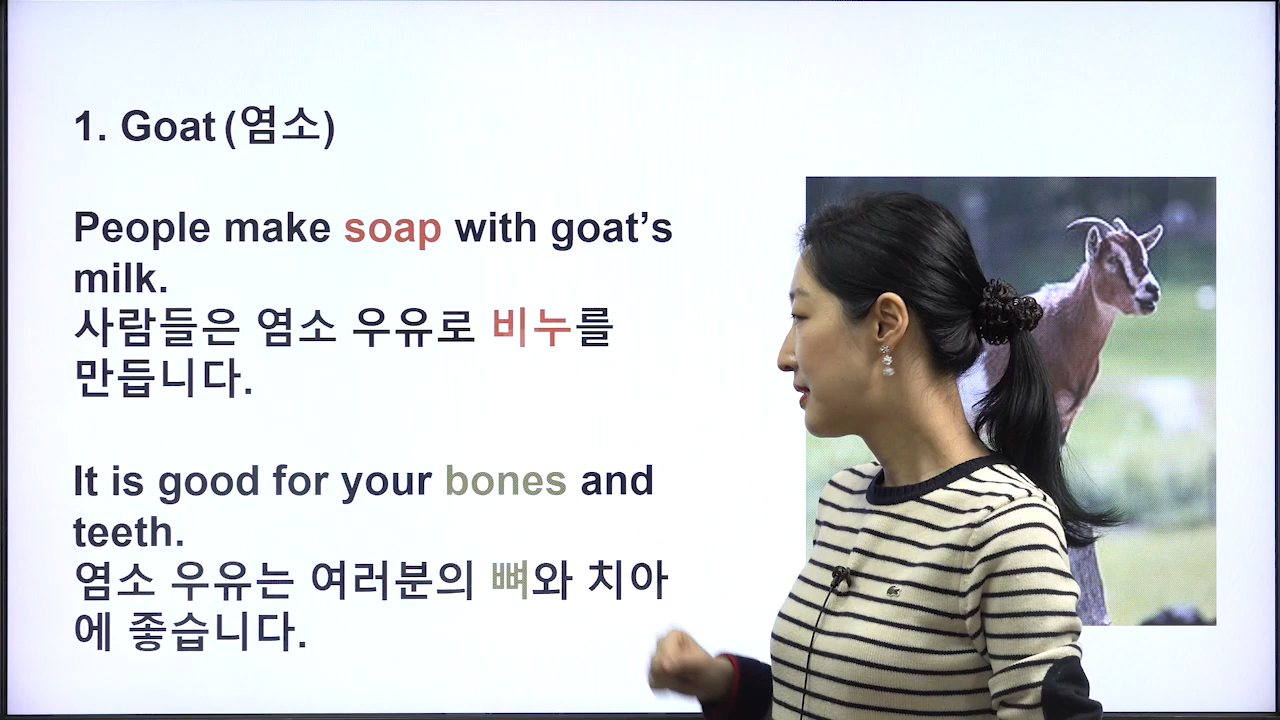 1. Goat (염소)
People make soap with goat’s
milk.
사람들은 염소 우유로 비누를
만듭니다.
It is good for your bones and
teeth.
염소 우유는 여러분의 뼈와 치아
에 좋습니다.